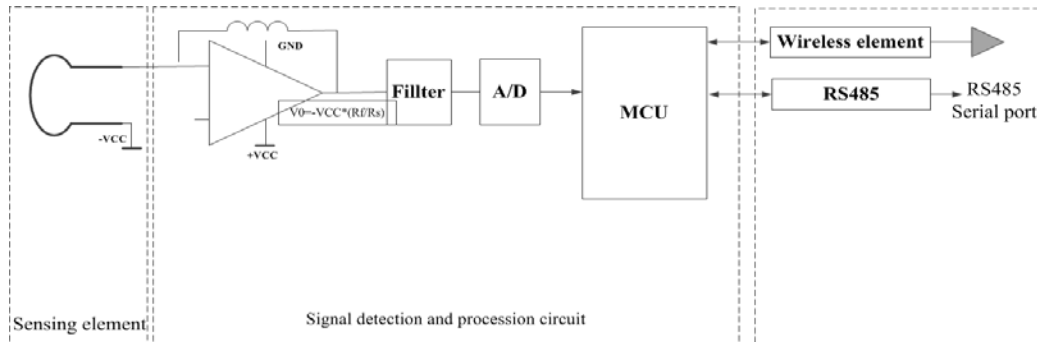 GND
-VCC
V0=-VCC*(Rf/Rs)
+VCC
Fillter
A/D
MCU
Wireless element
RS485
RS485
Serial port
Sensing element
Signal detection and procession circuit